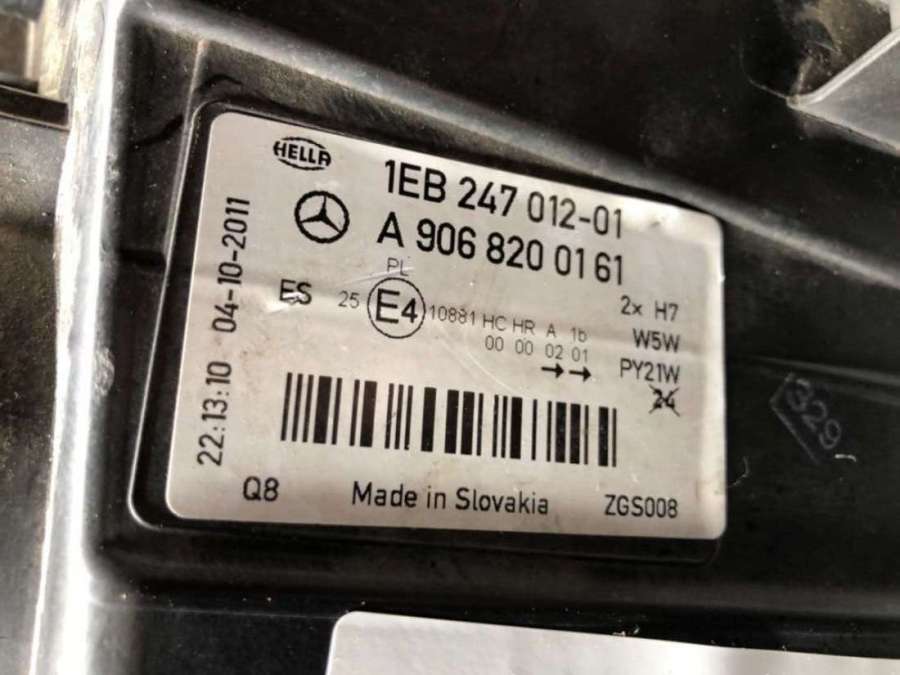 HELLA
1EB 247 012-01
A 906 820 01 61
PL
ES 25 E4 10881 HC HR A 1b
00 00 02 01
→→
2x H7
W5W
PY21W
24
22:13:10 04-10-2011
Q8 Made in Slovakia ZGS008
329